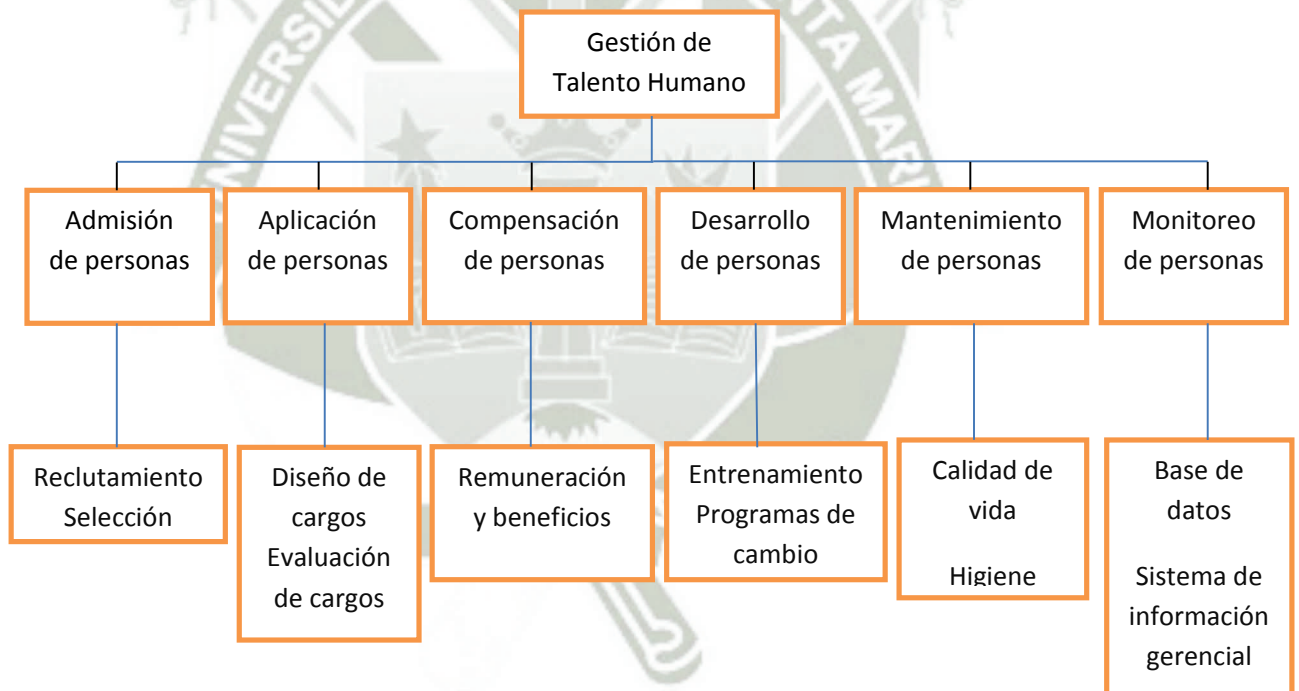 Gestión de
Talento Humano
Admisión
de personas
Aplicación
de personas
Compensación
de personas
Desarrollo
de personas
Mantenimiento
de personas
Monitoreo
de personas
Reclutamiento
Selección
Diseño de
cargos
Evaluación
de cargos
Remuneración
y beneficios
Entrenamiento
Programas de
cambio
Calidad de
vida
Higiene
Base de
datos
Sistema de
información
gerencial